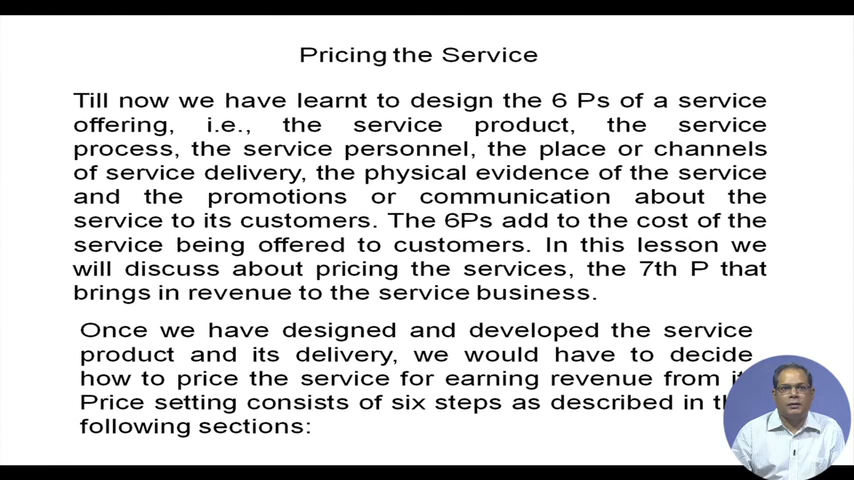 Pricing the Service
Till now we have learnt to design the 6 Ps of a service
offering, i.e., the service product, the service
process, the service personnel, the place or channels
of service delivery, the physical evidence of the service
and the promotions or communication about the
service to its customers. The 6Ps add to the cost of the
service being offered to customers. In this lesson we
will discuss about pricing the services, the 7th P that
brings in revenue to the service business.
Once we have designed and developed the service
product and its delivery, we would have to decide
how to price the service for earning revenue from
Price setting consists of six steps as described in
following sections: